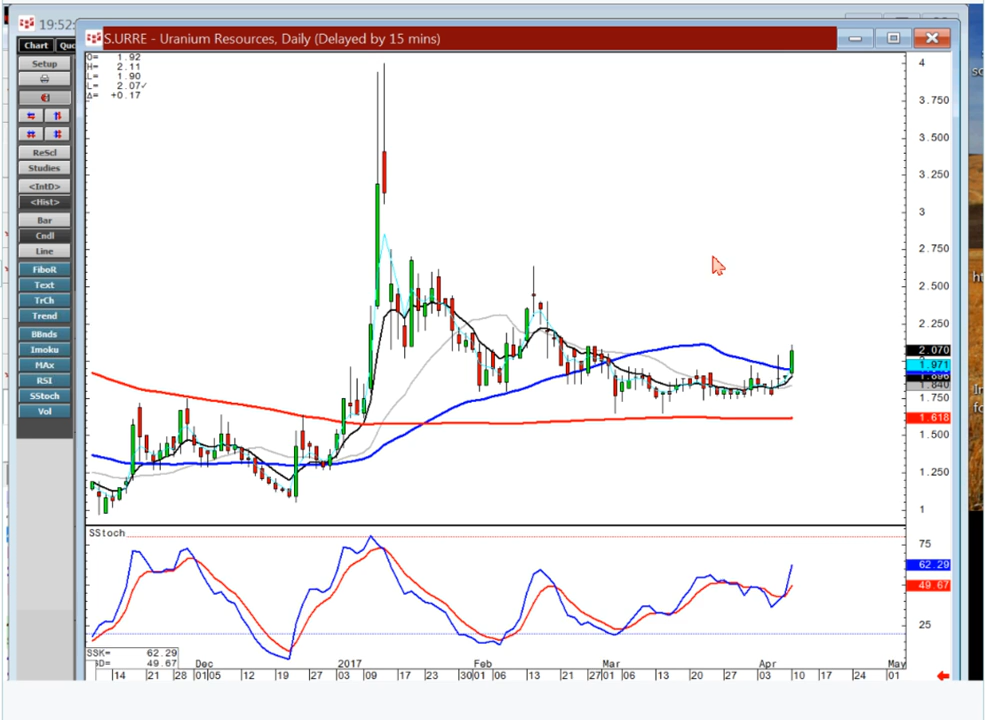 19:52:
S.URRE - Uranium Resources, Daily (Delayed by 15 mins)
Chart Quo
Setup
ReScl
Studies
<IntD>
<Hist>
Bar
Cndl
Line
FiboR
Text
TrCh
Trend
BBnds
Imoku
MAx
RSI
SStoch
Vol
O= 1.92
H= 2.11
L= 1.90
L= 2.07✓
Δ= +0.17
4
3.750
3.500
3.250
3
2.750
2.500
2.250
2.070
1.971
1.896
1.840
1.750
1.618
1.500
1.250
1
SStoch
75
62.29
49.67
25
SSK= 62.29
SD= 49.67
Dec 2017 Feb Mar Apr May
14 21 28 01 05 12 19 27 03 09 17 23 30 01 06 13 21 27 01 06 13 20 27 03 10 17 24 01